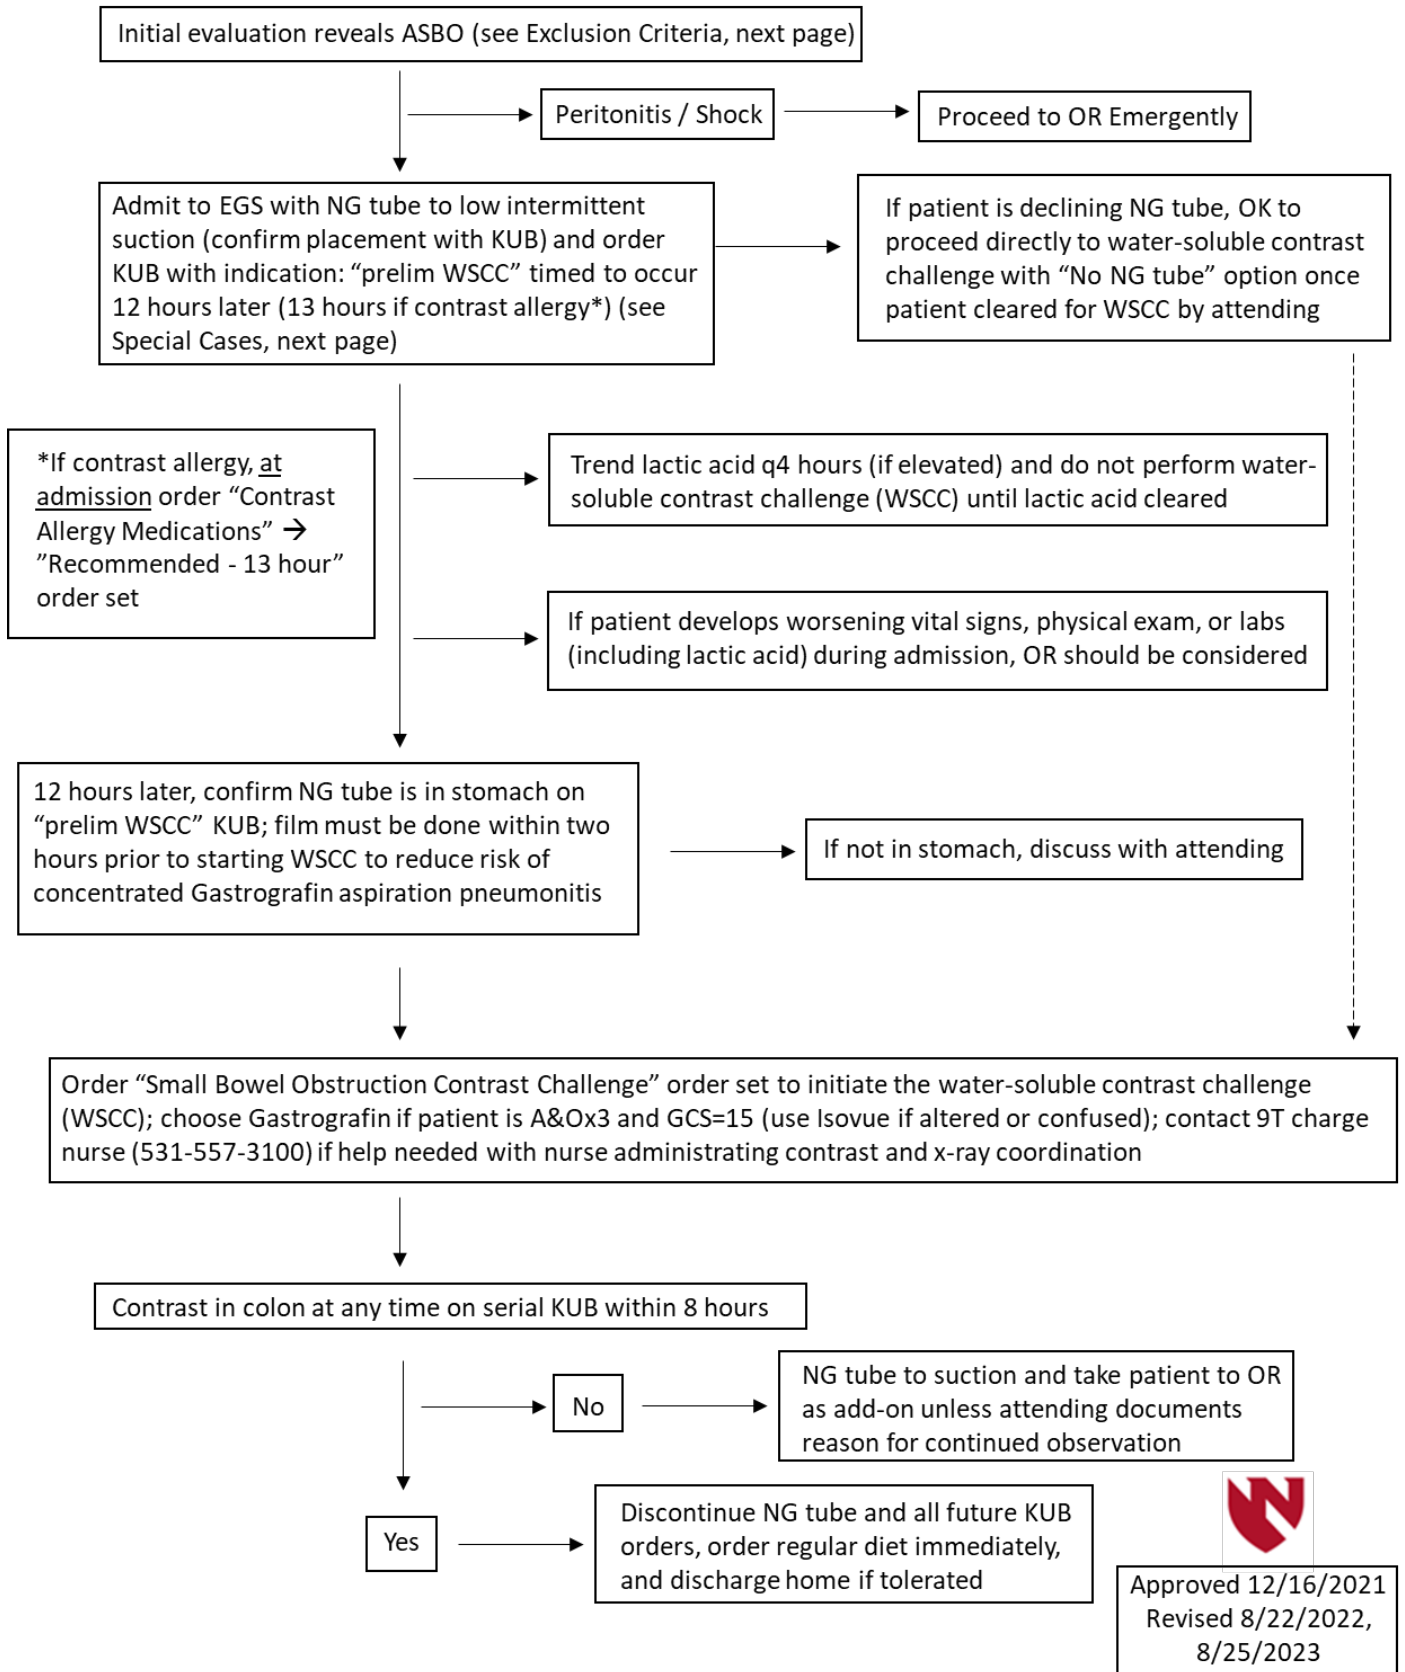 Initial evaluation reveals ASBO (see Exclusion Criteria, next page)
Peritonitis / Shock
Proceed to OR Emergently
Admit to EGS with NG tube to low intermittent
suction (confirm placement with KUB) and order
KUB with indication: “prelim WSCC” timed to occur
12 hours later (13 hours if contrast allergy*) (see
Special Cases, next page)
If patient is declining NG tube, OK to
proceed directly to water-soluble contrast
challenge with “No NG tube” option once
patient cleared for WSCC by attending
*If contrast allergy, at
admission order “Contrast
Allergy Medications” →
”Recommended - 13 hour”
order set
Trend lactic acid q4 hours (if elevated) and do not perform water-
soluble contrast challenge (WSCC) until lactic acid cleared
If patient develops worsening vital signs, physical exam, or labs
(including lactic acid) during admission, OR should be considered
12 hours later, confirm NG tube is in stomach on
“prelim WSCC” KUB; film must be done within two
hours prior to starting WSCC to reduce risk of
concentrated Gastrografin aspiration pneumonitis
If not in stomach, discuss with attending
Order “Small Bowel Obstruction Contrast Challenge” order set to initiate the water-soluble contrast challenge
(WSCC); choose Gastrografin if patient is A&Ox3 and GCS=15 (use Isovue if altered or confused); contact 9T charge
nurse (531-557-3100) if help needed with nurse administrating contrast and x-ray coordination
Contrast in colon at any time on serial KUB within 8 hours
No
NG tube to suction and take patient to OR
as add-on unless attending documents
reason for continued observation
Yes
Discontinue NG tube and all future KUB
orders, order regular diet immediately,
and discharge home if tolerated
N
Approved 12/16/2021
Revised 8/22/2022,
8/25/2023